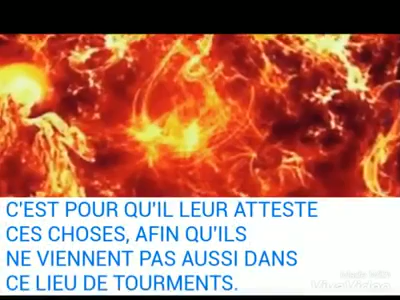 C'EST POUR QU'IL LEUR ATTESTE
CES CHOSES, AFIN QU'ILS
NE VIENNENT PAS AUSSI DANS
CE LIEU DE TOURMENTS.
Made With
VivaVideo